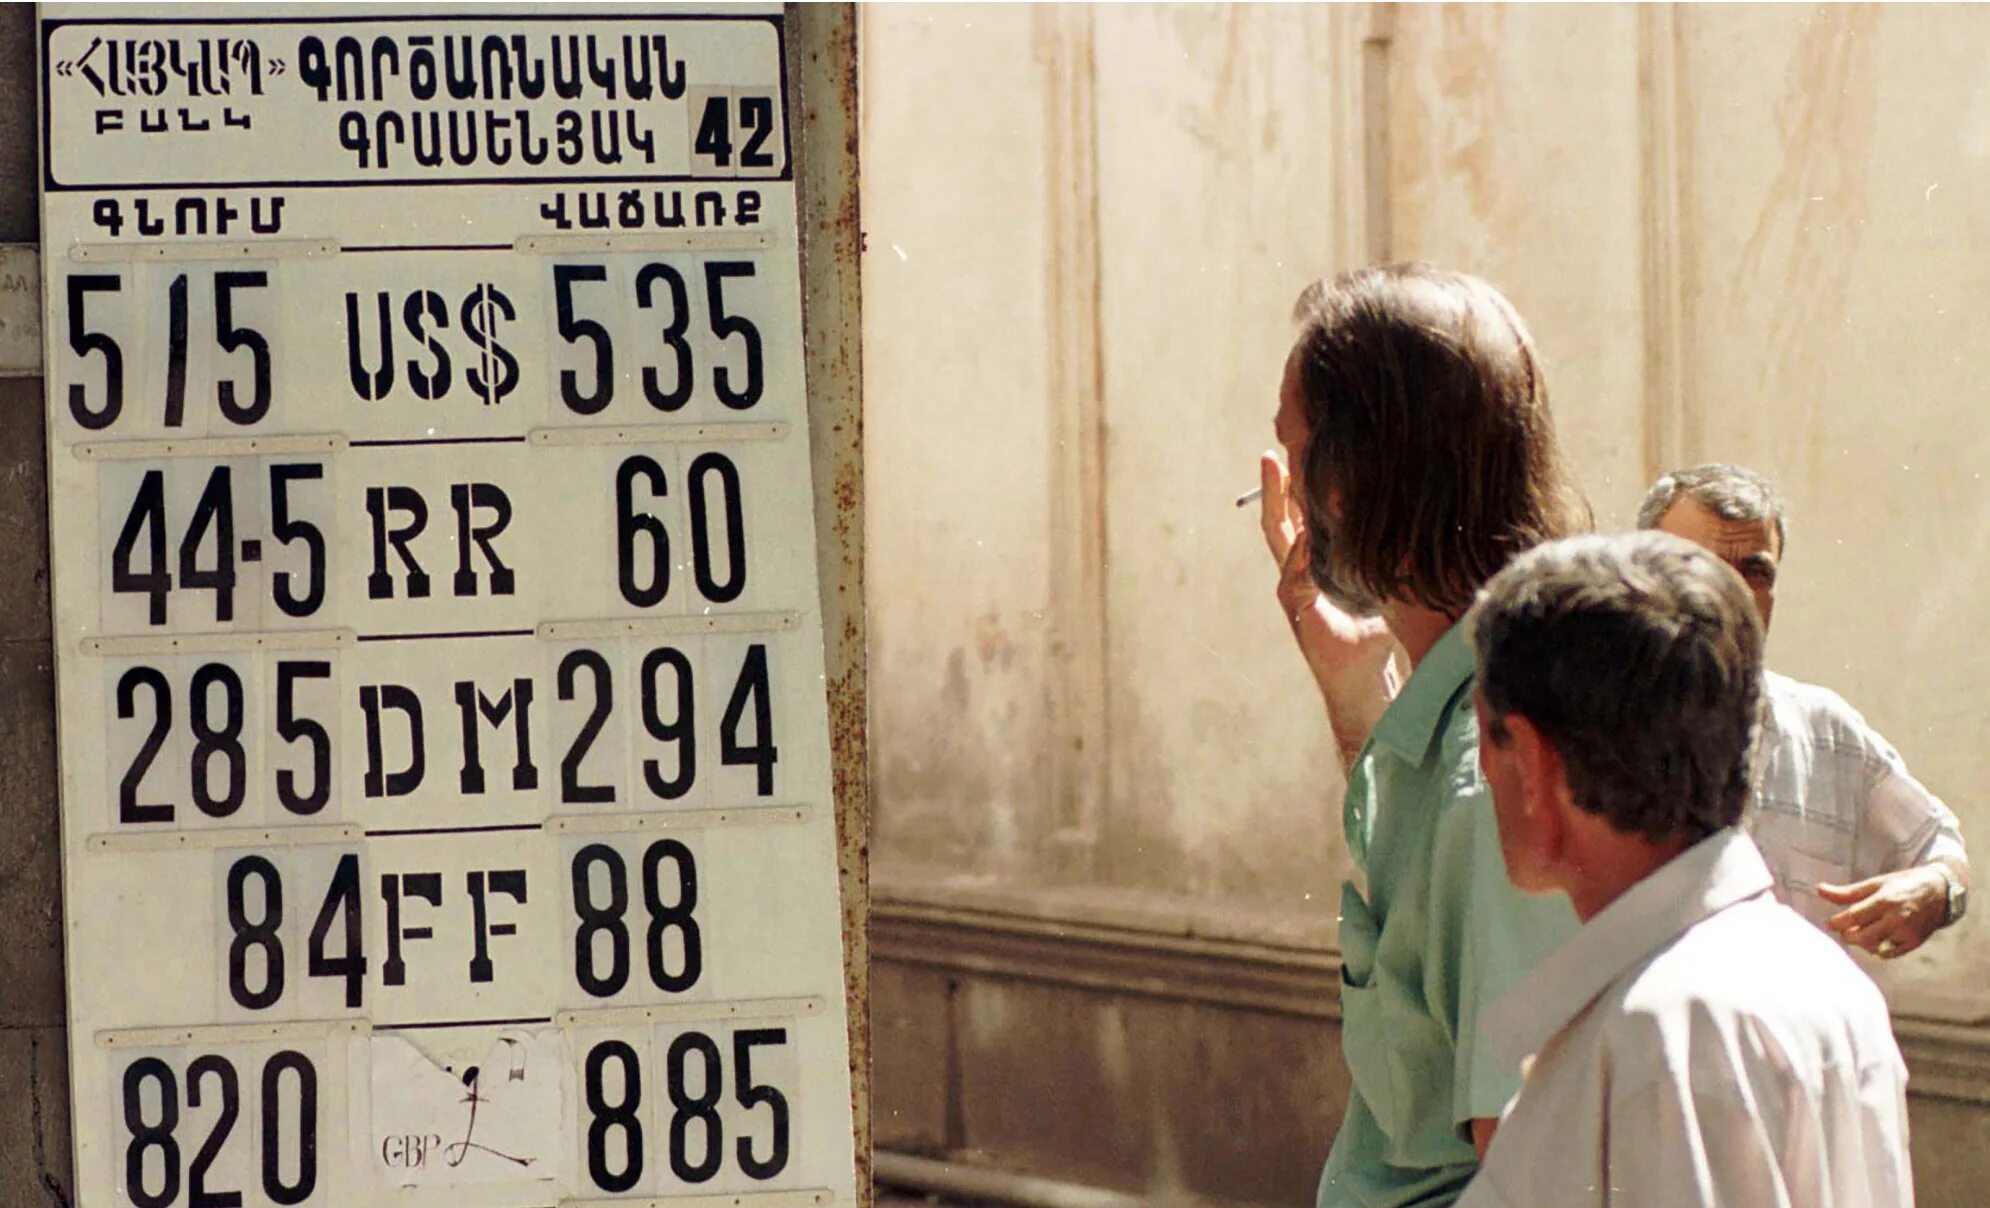 «ՀԱՅԿԱՊ» ԳՈՐԾԱՌՆԱԿԱՆ
ԲԱՆԿ ԳՐԱՍԵՆՅԱԿ 42
ԳՆՈՒՄ ՎԱՃԱՌՔ
515 US$ 535
44.5 RR 60
285 DM 294
84 FF 88
820 GBP £ 885